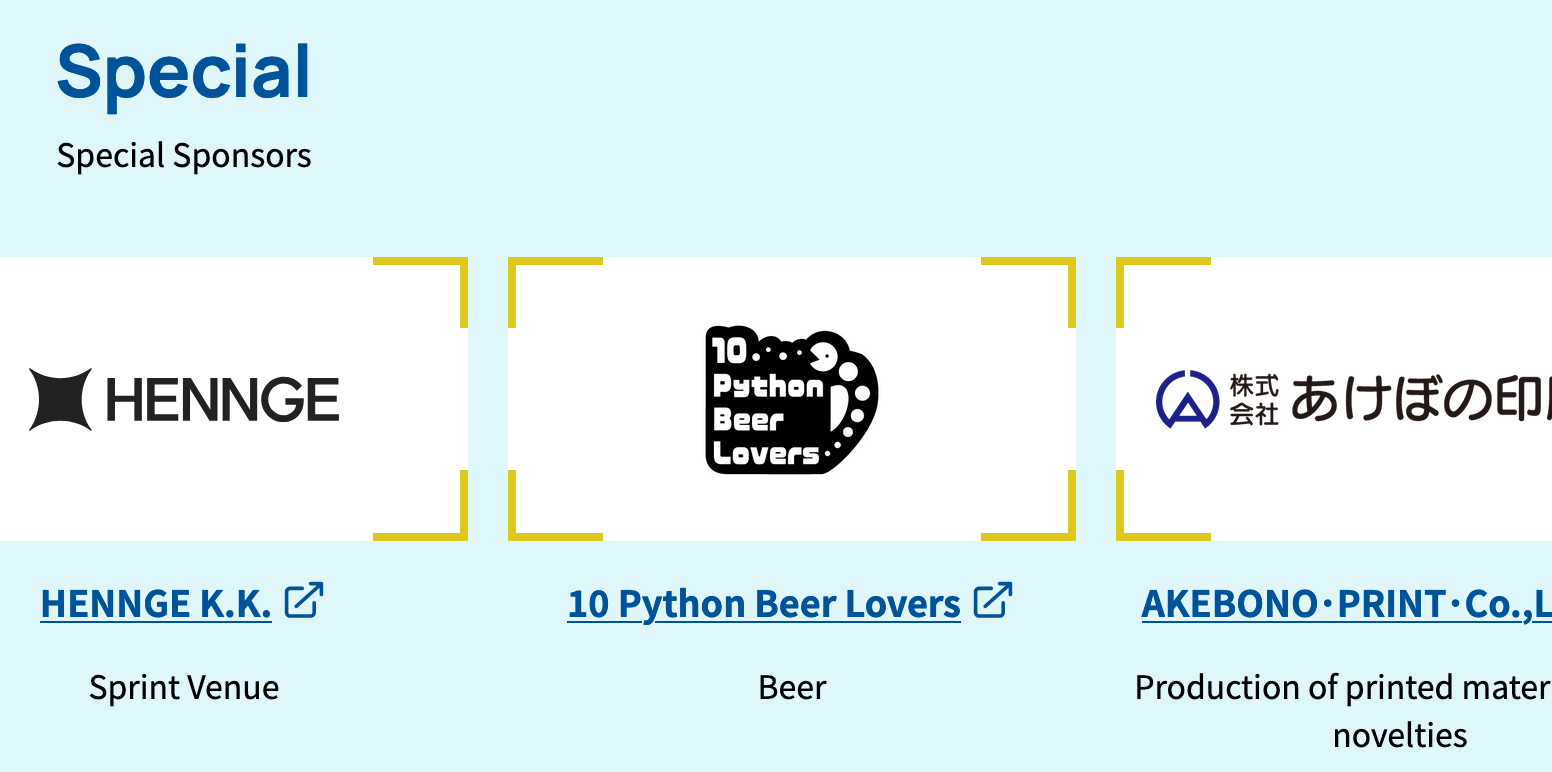 Special
Special Sponsors
HENNGE
10
Python
Beer
Lovers
株式
会社
あけぼの印
HENNGE K.K.
10 Python Beer Lovers
AKEBONO・PRINT・Co.,L
Sprint Venue
Beer
Production of printed mater
novelties